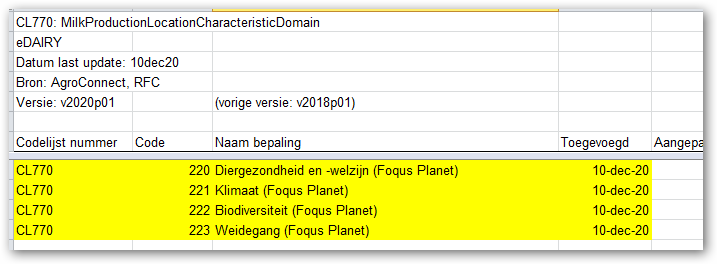 CL770: MilkProductionLocationCharacteristicDomain
eDAIRY
Datum last update: 10dec20
Bron: AgroConnect, RFC
Versie: v2020p01 (vorige versie: v2018p01)
Codelijst nummer Code Naam bepaling Toegevoegd Aangepa
CL770 220 Diergezondheid en -welzijn (Foqus Planet) 10-dec-20
CL770 221 Klimaat (Foqus Planet) 10-dec-20
CL770 222 Biodiversiteit (Foqus Planet) 10-dec-20
CL770 223 Weidegang (Foqus Planet) 10-dec-20